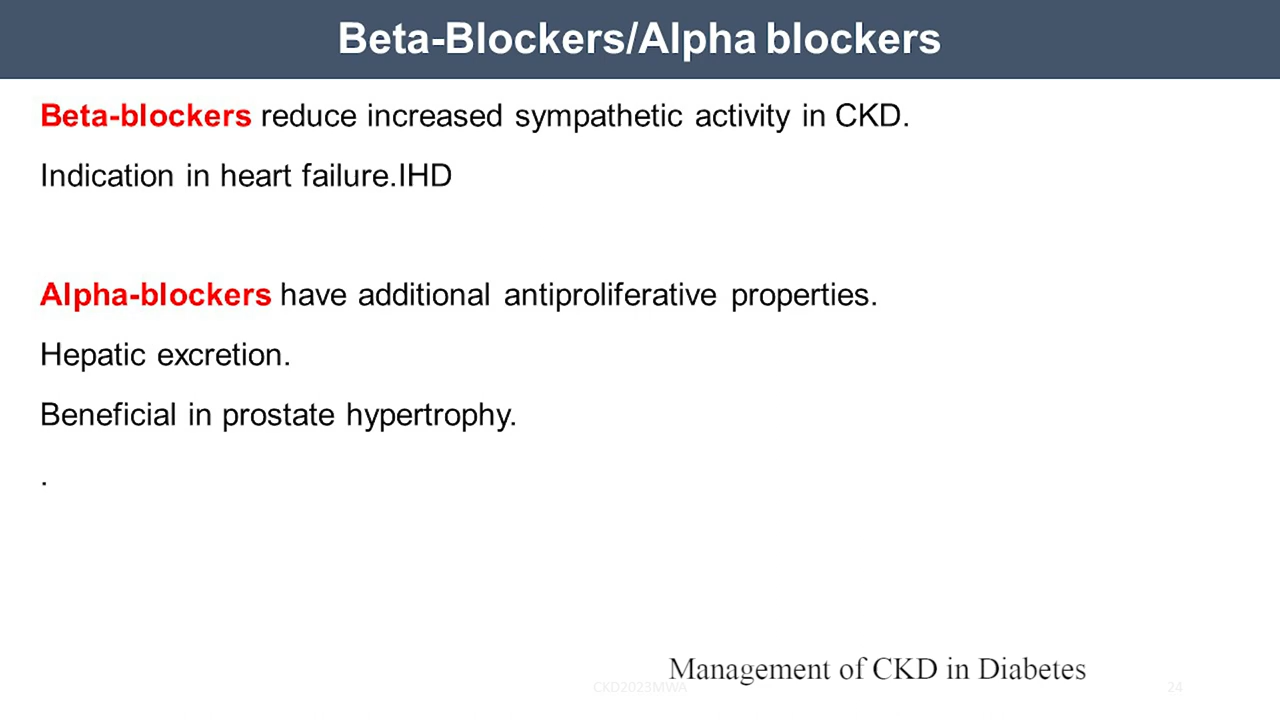 Beta-Blockers/Alpha blockers
Beta-blockers reduce increased sympathetic activity in CKD.
Indication in heart failure.IHD
Alpha-blockers have additional antiproliferative properties.
Hepatic excretion.
Beneficial in prostate hypertrophy.
.
Management of CKD in Diabetes
CKD2023MWA
24